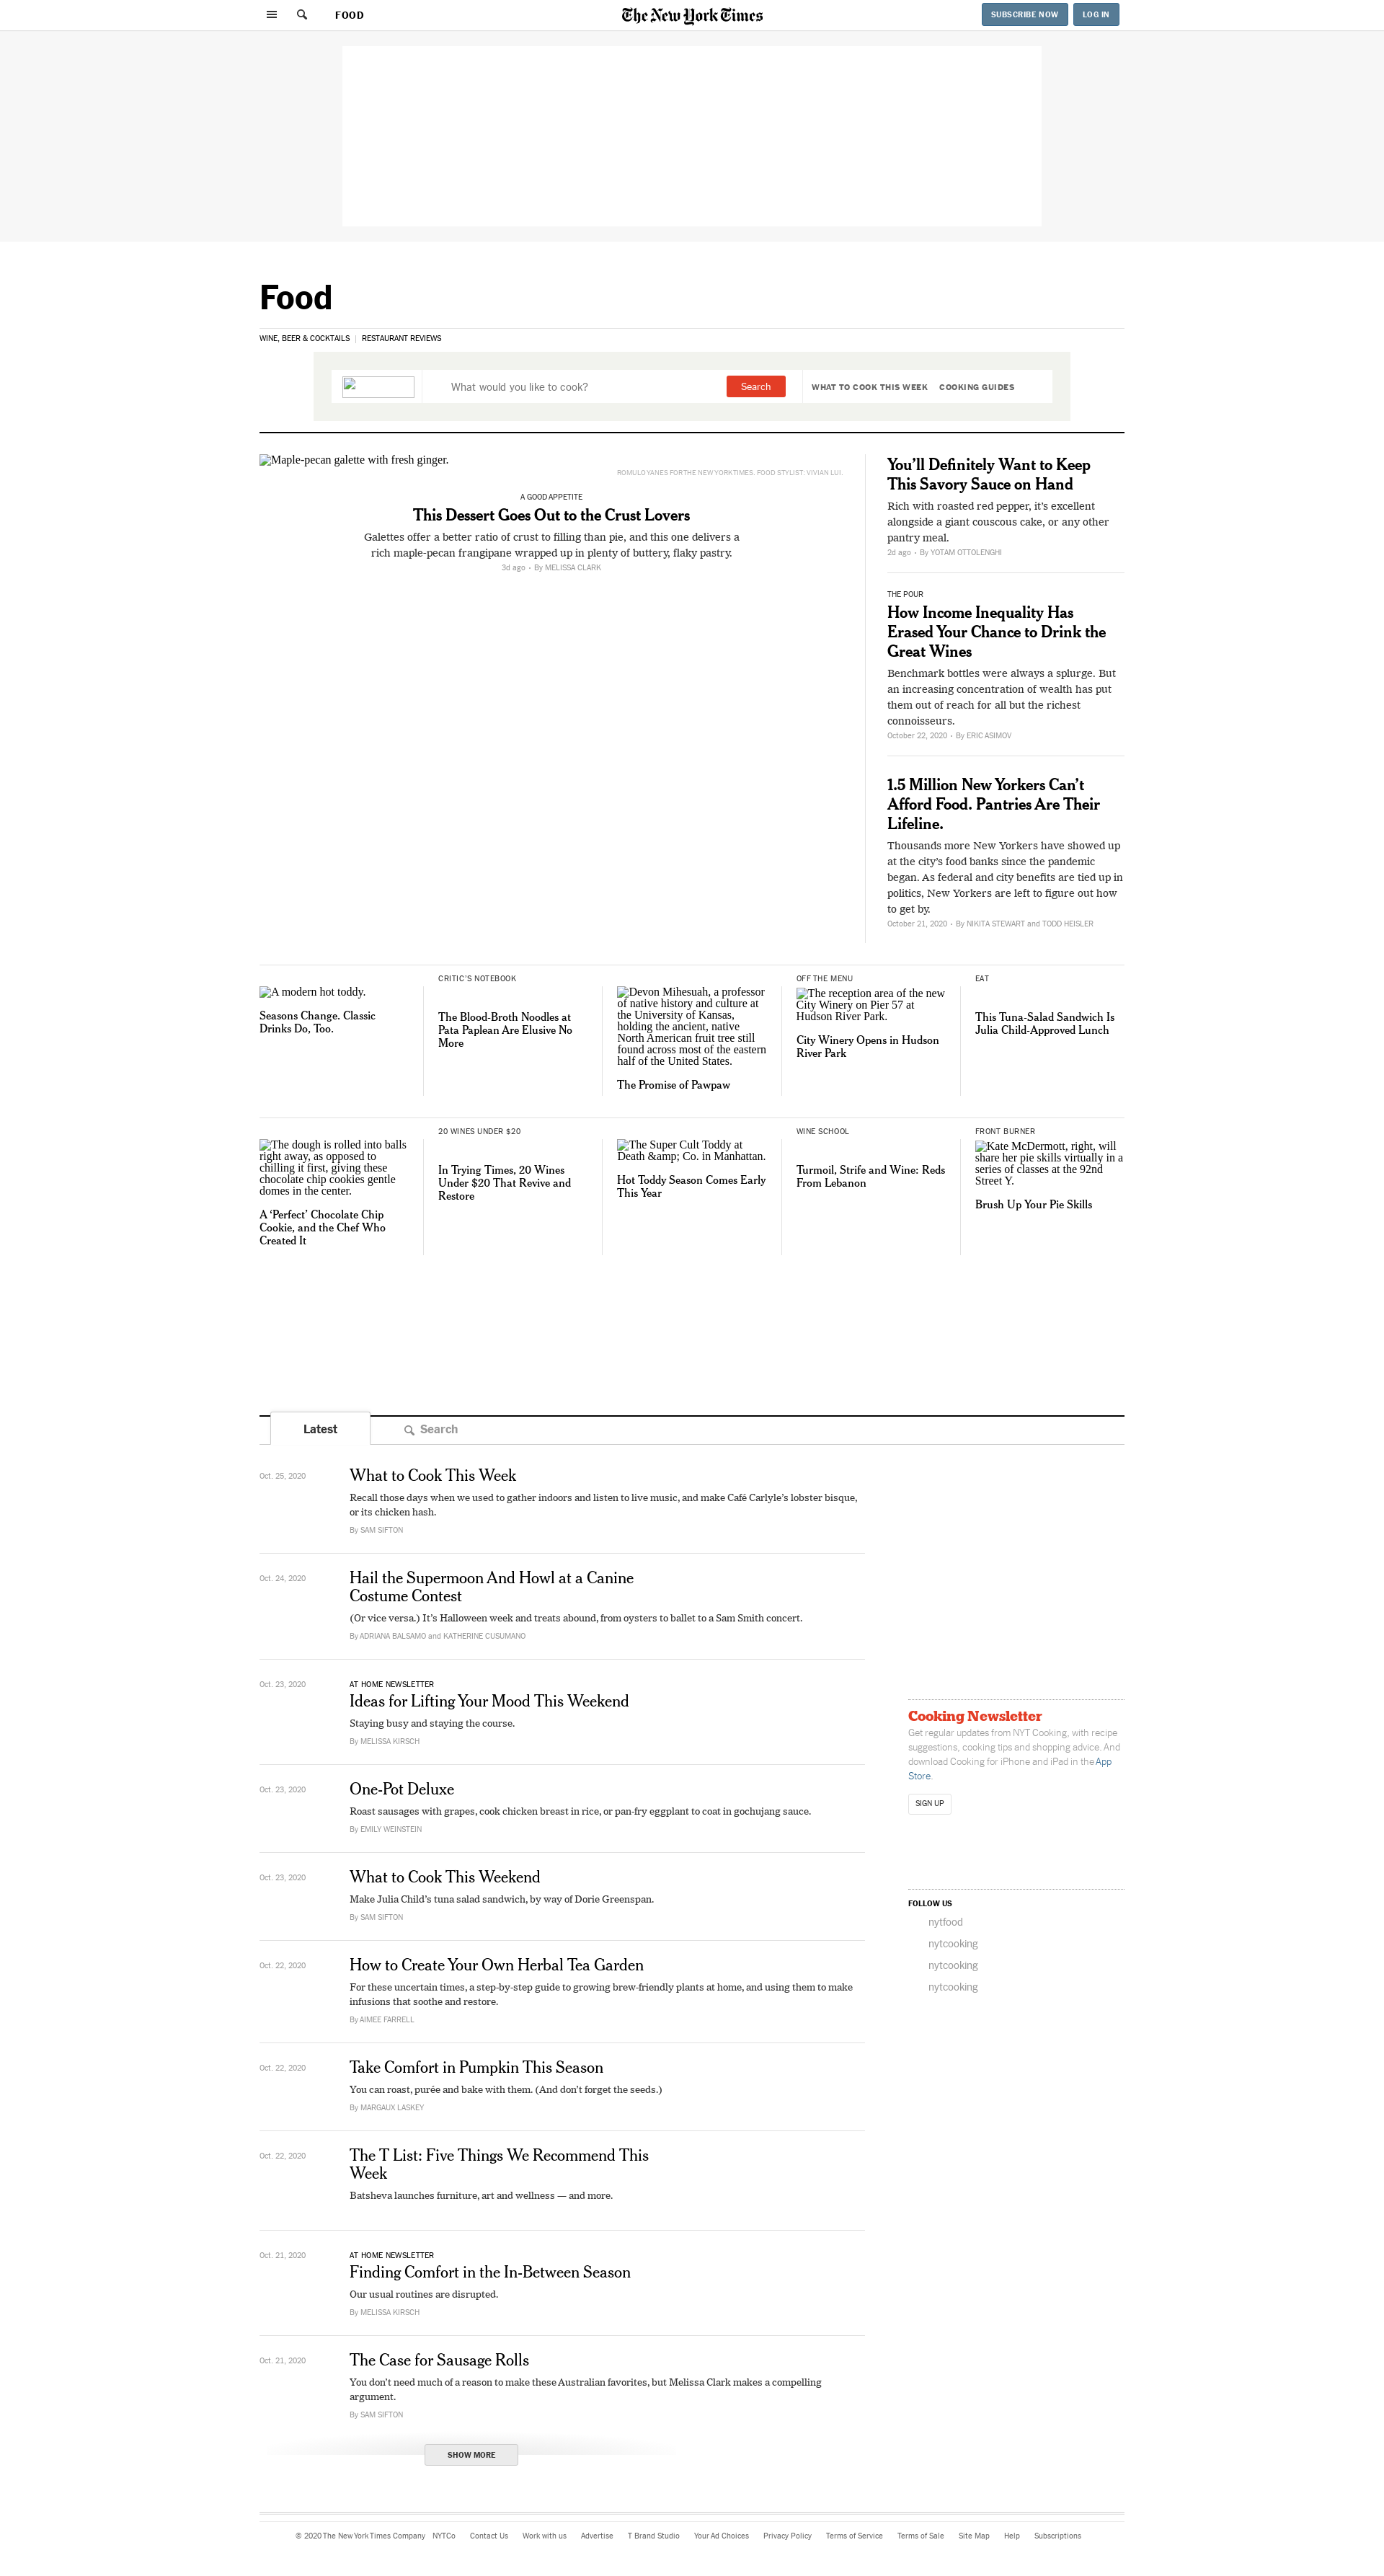 FOOD
The New York Times
SUBSCRIBE NOW
LOG IN
Food
WINE, BEER & COCKTAILS | RESTAURANT REVIEWS
What would you like to cook?
Search
WHAT TO COOK THIS WEEK
COOKING GUIDES
Maple-pecan galette with fresh ginger.
ROMULO YANES FOR THE NEW YORK TIMES. FOOD STYLIST: VIVIAN LUI.
A GOOD APPETITE
This Dessert Goes Out to the Crust Lovers
Galettes offer a better ratio of crust to filling than pie, and this one delivers a
rich maple-pecan frangipane wrapped up in plenty of buttery, flaky pastry.
3d ago • By MELISSA CLARK
You’ll Definitely Want to Keep
This Savory Sauce on Hand
Rich with roasted red pepper, it’s excellent
alongside a giant couscous cake, or any other
pantry meal.
2d ago • By YOTAM OTTOLENGHI
THE POUR
How Income Inequality Has
Erased Your Chance to Drink the
Great Wines
Benchmark bottles were always a splurge. But
an increasing concentration of wealth has put
them out of reach for all but the richest
connoisseurs.
October 22, 2020 • By ERIC ASIMOV
1.5 Million New Yorkers Can’t
Afford Food. Pantries Are Their
Lifeline.
Thousands more New Yorkers have showed up
at the city’s food banks since the pandemic
began. As federal and city benefits are tied up in
politics, New Yorkers are left to figure out how
to get by.
October 21, 2020 • By NIKITA STEWART and TODD HEISLER
A modern hot toddy.
Seasons Change. Classic
Drinks Do, Too.
CRITIC’S NOTEBOOK
The Blood-Broth Noodles at
Pata Paplean Are Elusive No
More
Devon Mihesuah, a professor
of native history and culture at
the University of Kansas,
holding the ancient, native
North American fruit tree still
found across most of the eastern
half of the United States.
The Promise of Pawpaw
OFF THE MENU
The reception area of the new
City Winery on Pier 57 at
Hudson River Park.
City Winery Opens in Hudson
River Park
EAT
This Tuna-Salad Sandwich Is
Julia Child-Approved Lunch
The dough is rolled into balls
right away, as opposed to
chilling it first, giving these
chocolate chip cookies gentle
domes in the center.
A ‘Perfect’ Chocolate Chip
Cookie, and the Chef Who
Created It
20 WINES UNDER $20
In Trying Times, 20 Wines
Under $20 That Revive and
Restore
The Super Cult Toddy at
Death &amp; Co. in Manhattan.
Hot Toddy Season Comes Early
This Year
WINE SCHOOL
Turmoil, Strife and Wine: Reds
From Lebanon
FRONT BURNER
Kate McDermott, right, will
share her pie skills virtually in a
series of classes at the 92nd
Street Y.
Brush Up Your Pie Skills
Latest
Search
Oct. 25, 2020
What to Cook This Week
Recall those days when we used to gather indoors and listen to live music, and make Café Carlyle’s lobster bisque,
or its chicken hash.
By SAM SIFTON
Oct. 24, 2020
Hail the Supermoon And Howl at a Canine
Costume Contest
(Or vice versa.) It’s Halloween week and treats abound, from oysters to ballet to a Sam Smith concert.
By ADRIANA BALSAMO and KATHERINE CUSUMANO
Oct. 23, 2020
AT HOME NEWSLETTER
Ideas for Lifting Your Mood This Weekend
Staying busy and staying the course.
By MELISSA KIRSCH
Oct. 23, 2020
One-Pot Deluxe
Roast sausages with grapes, cook chicken breast in rice, or pan-fry eggplant to coat in gochujang sauce.
By EMILY WEINSTEIN
Oct. 23, 2020
What to Cook This Weekend
Make Julia Child’s tuna salad sandwich, by way of Dorie Greenspan.
By SAM SIFTON
Oct. 22, 2020
How to Create Your Own Herbal Tea Garden
For these uncertain times, a step-by-step guide to growing brew-friendly plants at home, and using them to make
infusions that soothe and restore.
By AIMEE FARRELL
Oct. 22, 2020
Take Comfort in Pumpkin This Season
You can roast, purée and bake with them. (And don’t forget the seeds.)
By MARGAUX LASKEY
Oct. 22, 2020
The T List: Five Things We Recommend This
Week
Batsheva launches furniture, art and wellness — and more.
Oct. 21, 2020
AT HOME NEWSLETTER
Finding Comfort in the In-Between Season
Our usual routines are disrupted.
By MELISSA KIRSCH
Oct. 21, 2020
The Case for Sausage Rolls
You don’t need much of a reason to make these Australian favorites, but Melissa Clark makes a compelling
argument.
By SAM SIFTON
SHOW MORE
Cooking Newsletter
Get regular updates from NYT Cooking, with recipe
suggestions, cooking tips and shopping advice. And
download Cooking for iPhone and iPad in the App
Store.
SIGN UP
FOLLOW US
nytfood
nytcooking
nytcooking
nytcooking
© 2020 The New York Times Company NYTCo Contact Us Work with us Advertise T Brand Studio Your Ad Choices Privacy Policy Terms of Service Terms of Sale Site Map Help Subscriptions